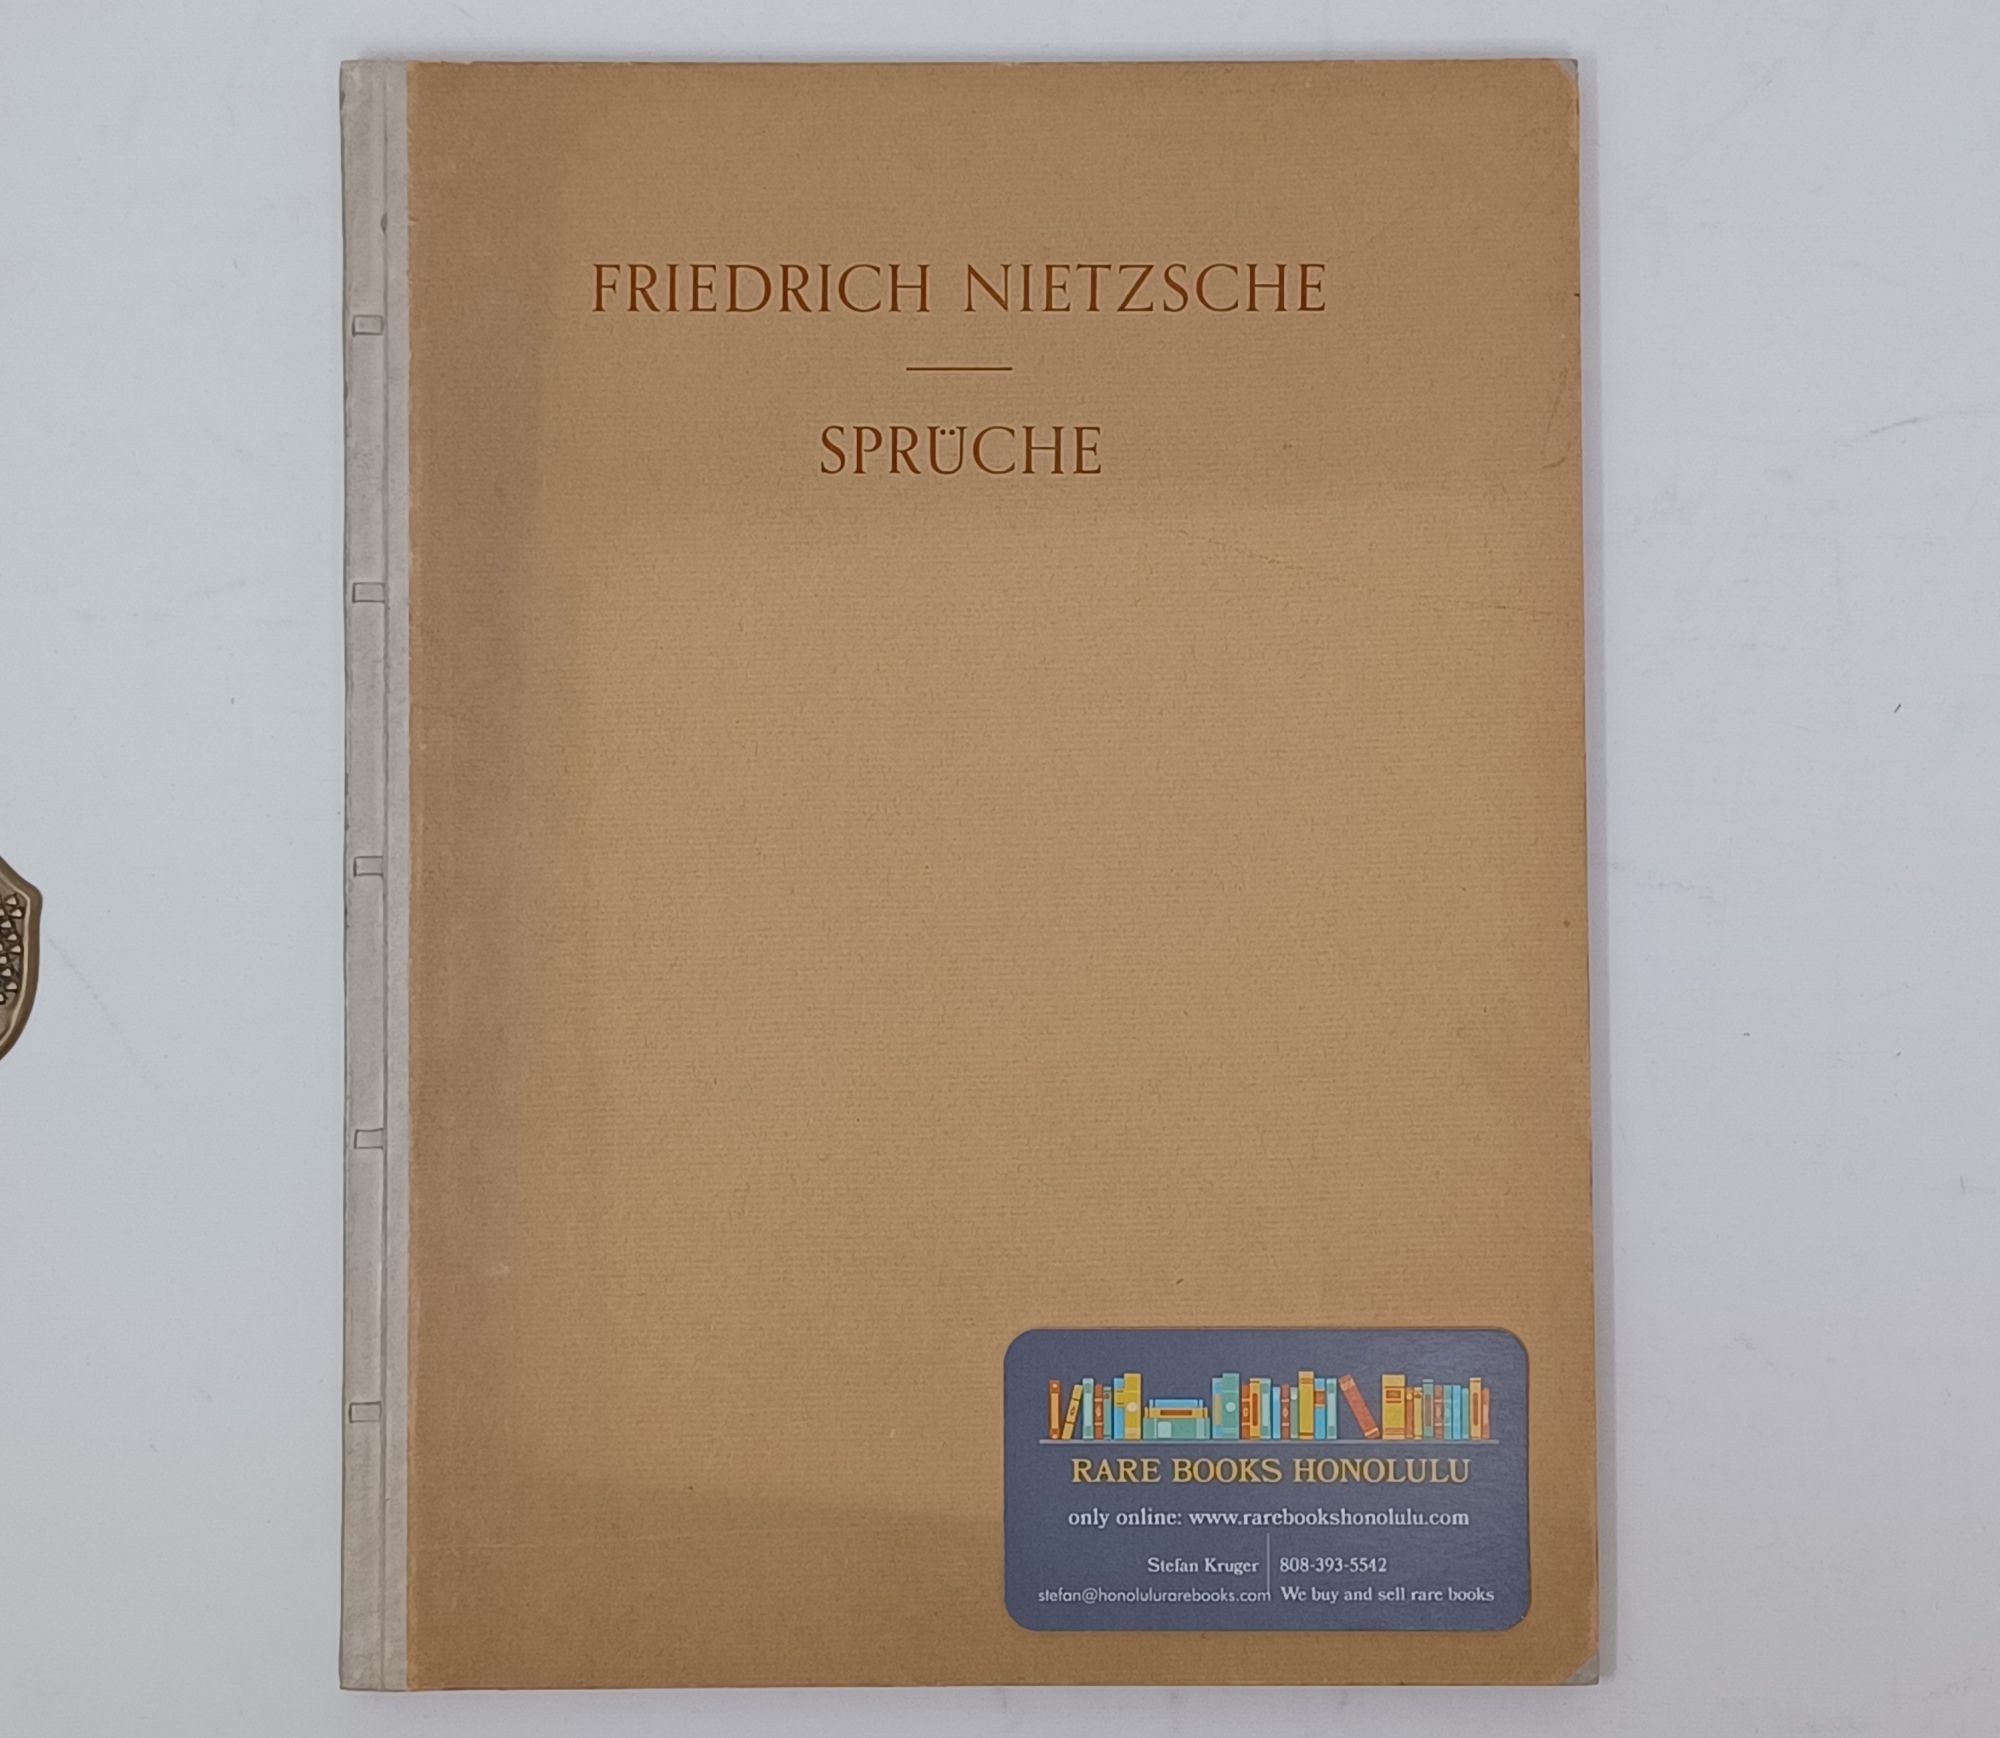 FRIEDRICH NIETZSCHE
SPRÜCHE
RARE BOOKS HONOLULU
only online: www.rarebookshonolulu.com
Stefan Kruger 808-393-5542
stefan@honolulurarebooks.com We buy and sell rare books